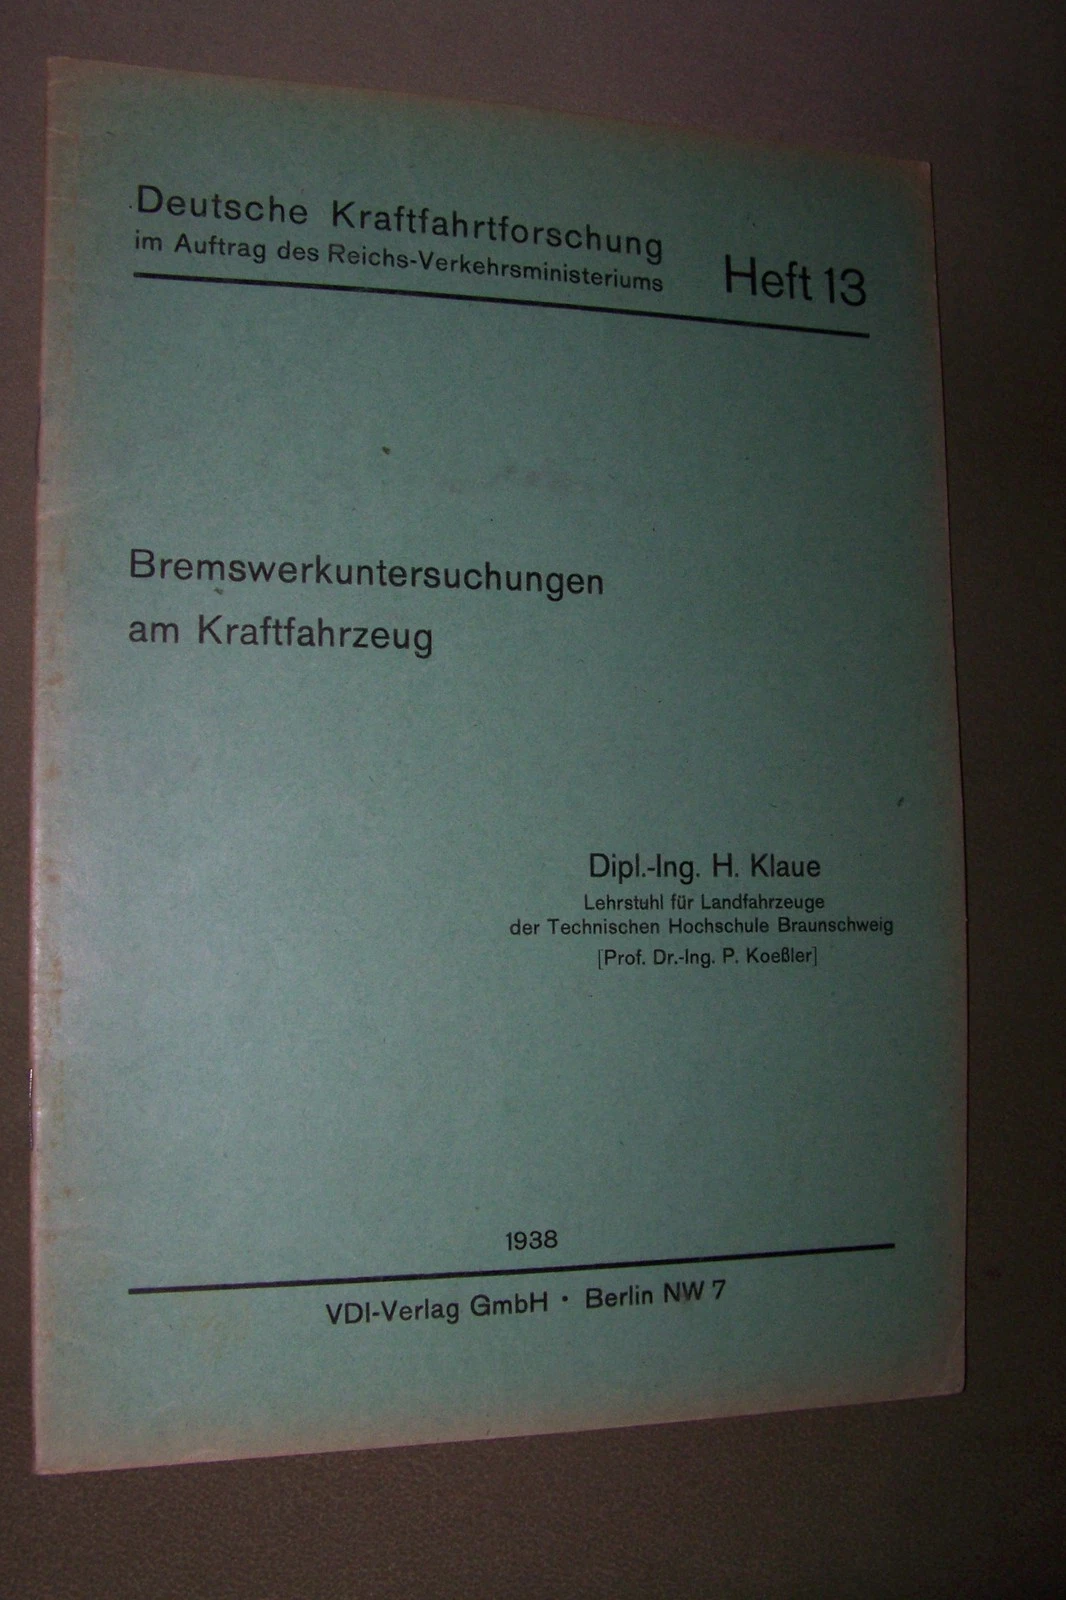 Deutsche Kraftfahrtforschung
im Auftrag des Reichs-Verkehrsministeriums
Heft 13
Bremswerkuntersuchungen
am Kraftfahrzeug
Dipl.-Ing. H. Klaue
Lehrstuhl für Landfahrzeuge
der Technischen Hochschule Braunschweig
[Prof. Dr.-Ing. P. Koeßler]
1938
VDI-Verlag GmbH · Berlin NW 7